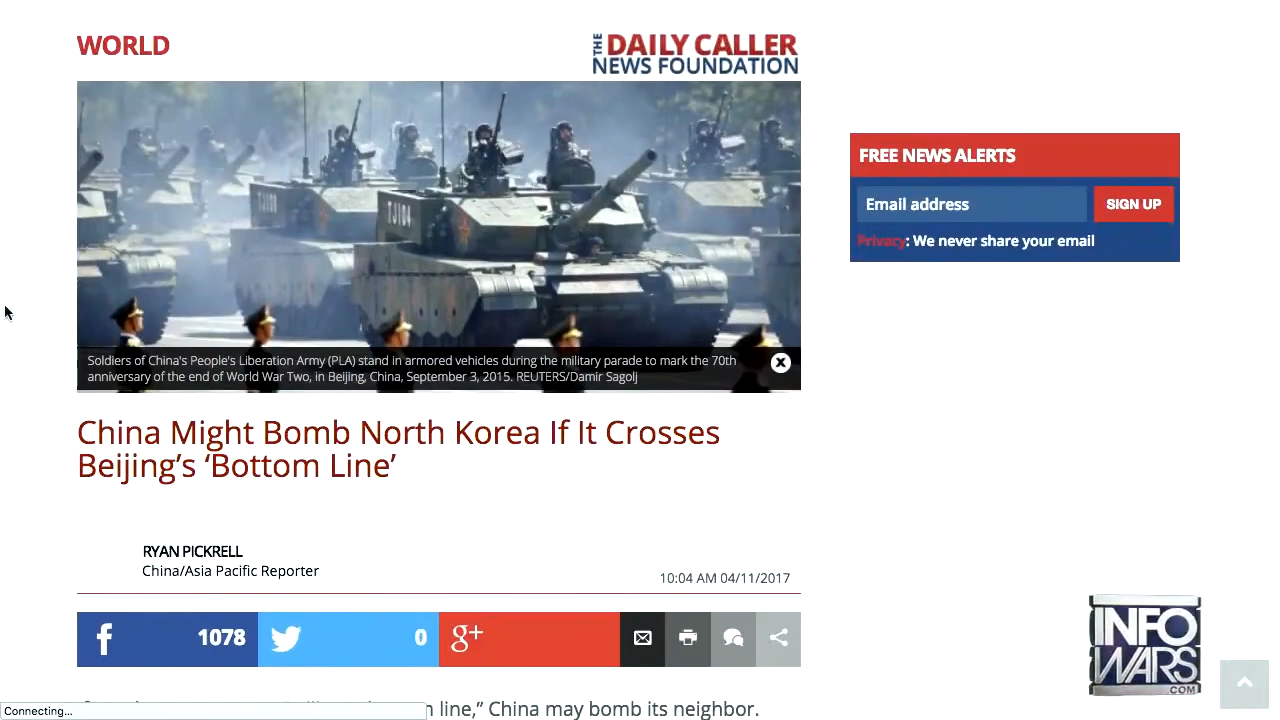 WORLD
THE DAILY CALLER
NEWS FOUNDATION
FREE NEWS ALERTS
Email address
SIGN UP
Privacy: We never share your email
Soldiers of China's People's Liberation Army (PLA) stand in armored vehicles during the military parade to mark the 70th
anniversary of the end of World War Two, in Beijing, China, September 3, 2015. REUTERS/Damir Sagolj
China Might Bomb North Korea If It Crosses
Beijing’s ‘Bottom Line’
RYAN PICKRELL
China/Asia Pacific Reporter
10:04 AM 04/11/2017
f 1078
0
g+
INFO
WARS
.COM
line,” China may bomb its neighbor.
Connecting...